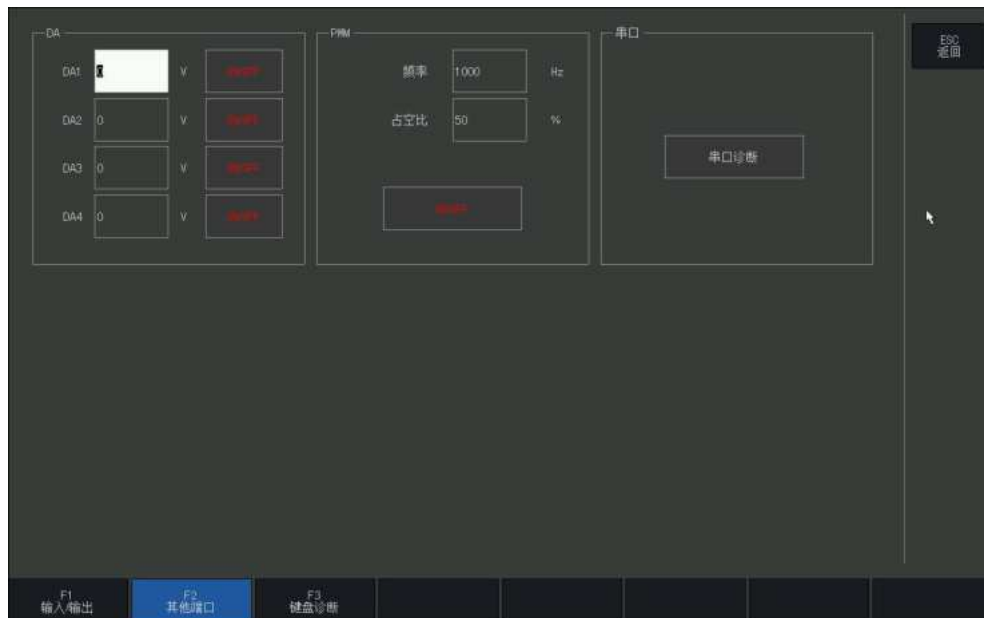 DA
DA1 0 V
DA2 0 V
DA3 0 V
DA4 0 V
PWM
频率 1000 Hz
占空比 50 %
串口
串口诊断
ESC
返回
F1
输入/输出
F2
其他端口
F3
键盘诊断